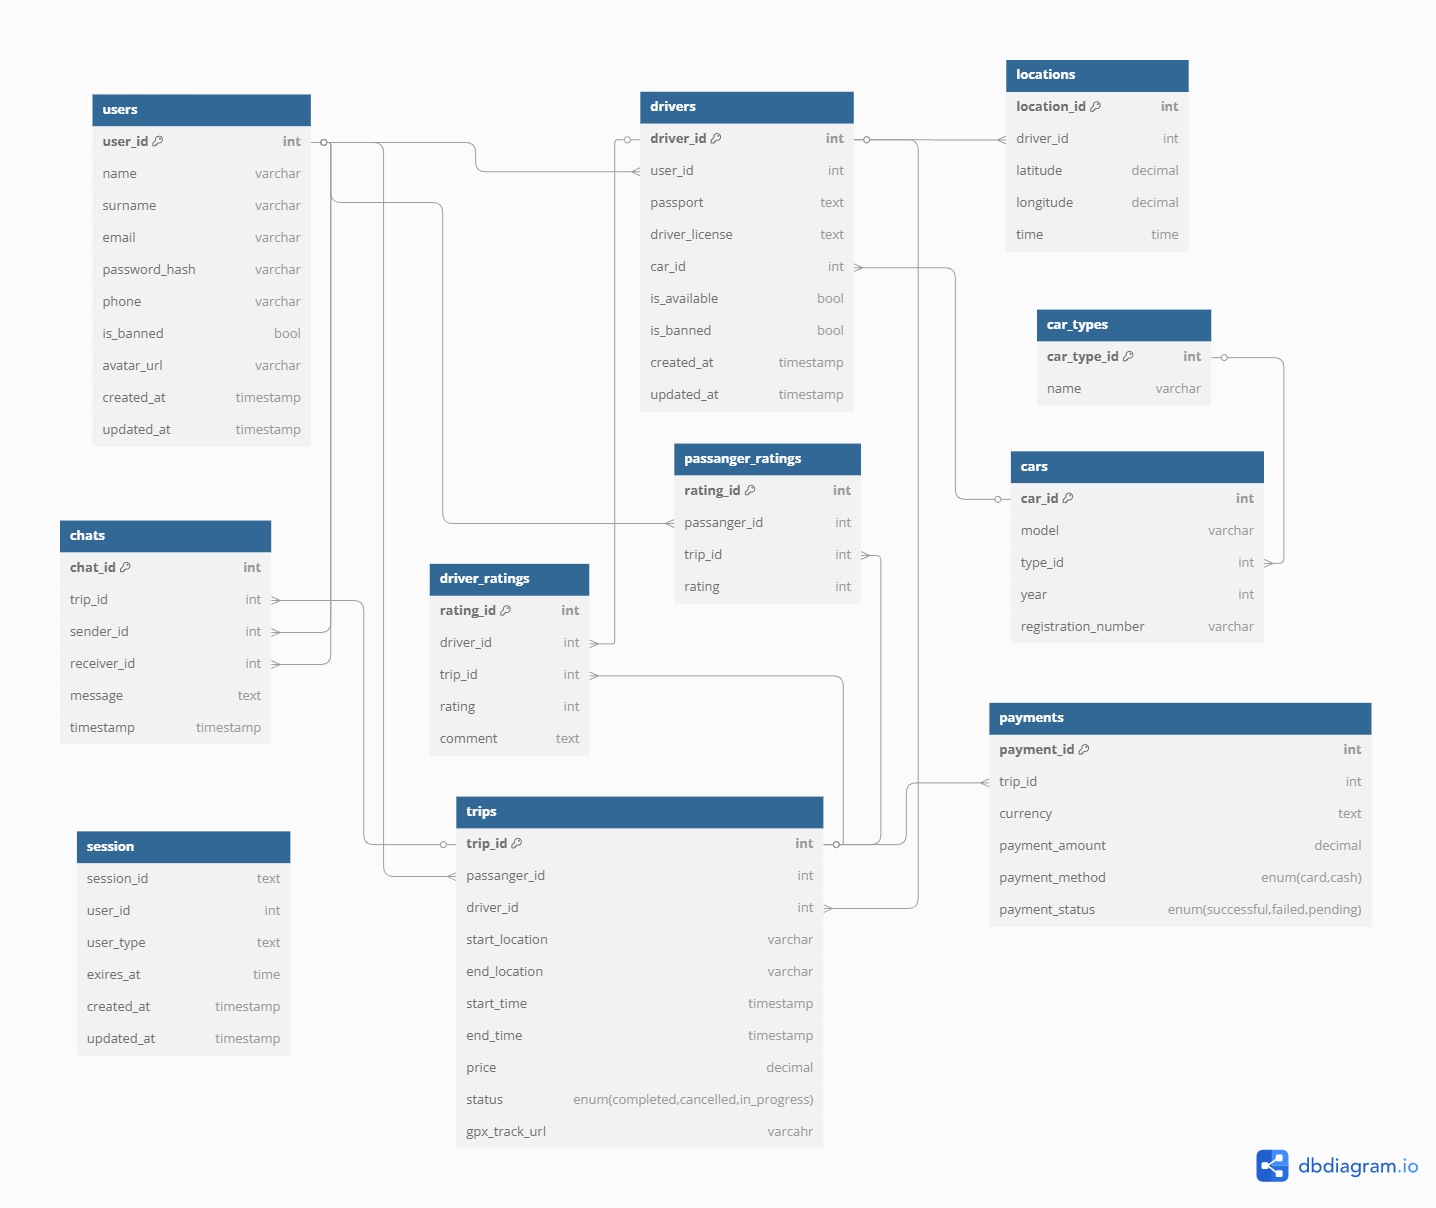 users
user_id int
name varchar
surname varchar
email varchar
password_hash varchar
phone varchar
is_banned bool
avatar_url varchar
created_at timestamp
updated_at timestamp
drivers
driver_id int
user_id int
passport text
driver_license text
car_id int
is_available bool
is_banned bool
created_at timestamp
updated_at timestamp
locations
location_id int
driver_id int
latitude decimal
longitude decimal
time time
car_types
car_type_id int
name varchar
passanger_ratings
rating_id int
passanger_id int
trip_id int
rating int
cars
car_id int
model varchar
type_id int
year int
registration_number varchar
chats
chat_id int
trip_id int
sender_id int
receiver_id int
message text
timestamp timestamp
driver_ratings
rating_id int
driver_id int
trip_id int
rating int
comment text
payments
payment_id int
trip_id int
currency text
payment_amount decimal
payment_method enum(card,cash)
payment_status enum(successful,failed,pending)
session
session_id text
user_id int
user_type text
exires_at time
created_at timestamp
updated_at timestamp
trips
trip_id int
passanger_id int
driver_id int
start_location varchar
end_location varchar
start_time timestamp
end_time timestamp
price decimal
status enum(completed,cancelled,in_progress)
gpx_track_url varcahr
dbdiagram.io